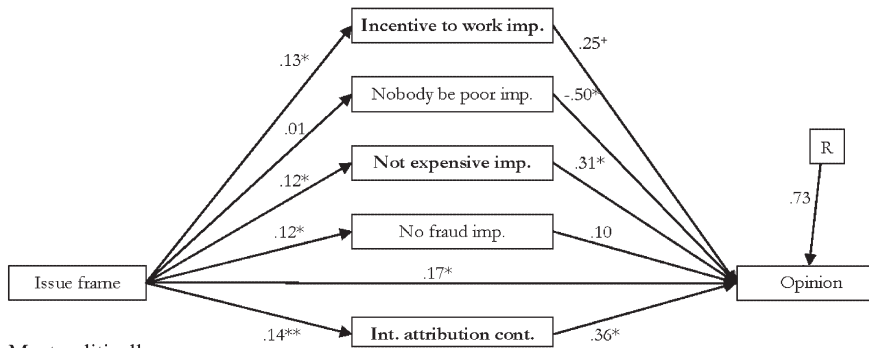 Incentive to work imp.
.13*
.25+
Nobody be poor imp.
.01
-.50*
Not expensive imp.
.12*
.31*
R
.73
No fraud imp.
.12*
.10
Issue frame
.17*
Opinion
.14**
Int. attribution cont.
.36*